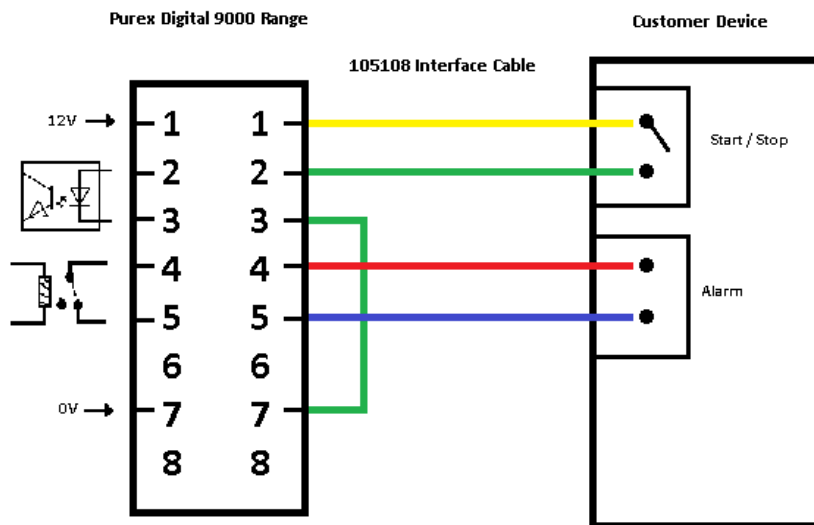 Purex Digital 9000 Range
Customer Device
105108 Interface Cable
12V
1 1
Start / Stop
2 2
3 3
4 4
Alarm
5 5
6 6
0V
7 7
8 8